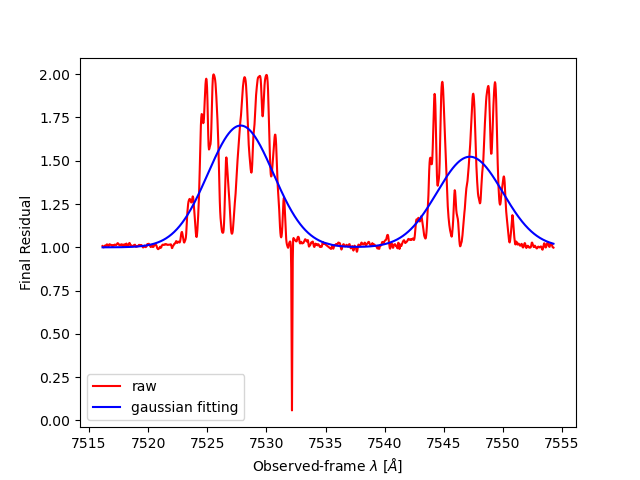 2.00
1.75
1.50
1.25
1.00
0.75
0.50
0.25
0.00
Final Residual
raw
gaussian fitting
7515 7520 7525 7530 7535 7540 7545 7550 7555
Observed-frame λ [Å]